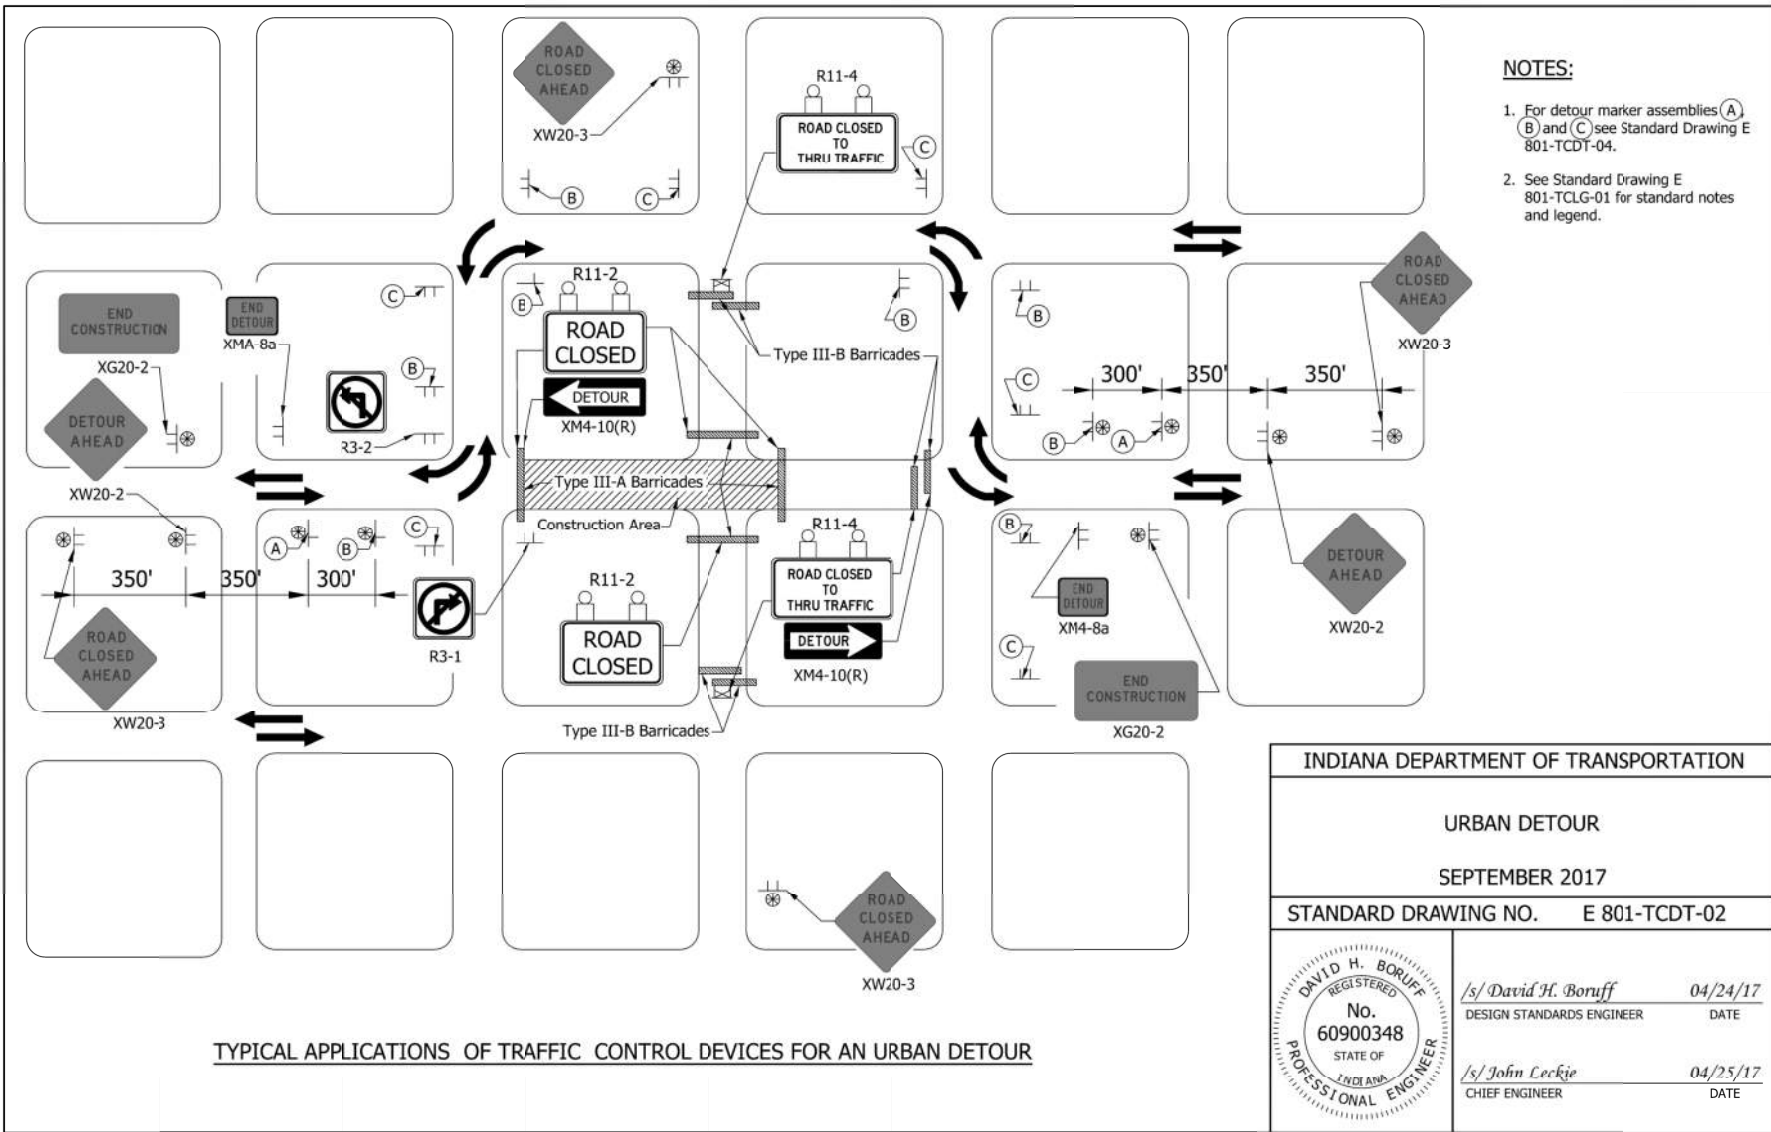 ROAD
CLOSED
AHEAD
XW20-3
R11-4
ROAD CLOSED
TO
THRU TRAFFIC
C
B
C
NOTES:
1. For detour marker assemblies A,
B and C see Standard Drawing E
801-TCDT-04.
2. See Standard Drawing E
801-TCLG-01 for standard notes
and legend.
END
CONSTRUCTION
XG20-2
END
DETOUR
XMA-8a
C
B
R3-2
B
R11-2
ROAD
CLOSED
DETOUR
XM4-10(R)
Type III-B Barricades
B
B
C
B
A
300'
350'
350'
ROAD
CLOSED
AHEAD
XW20-3
DETOUR
AHEAD
XW20-2
Type III-A Barricades
Construction Area
A
B
C
350'
350'
300'
ROAD
CLOSED
AHEAD
XW20-3
R3-1
R11-2
ROAD
CLOSED
R11-4
ROAD CLOSED
TO
THRU TRAFFIC
DETOUR
XM4-10(R)
Type III-B Barricades
B
C
END
DETOUR
XM4-8a
END
CONSTRUCTION
XG20-2
DETOUR
AHEAD
XW20-2
ROAD
CLOSED
AHEAD
XW20-3
TYPICAL APPLICATIONS OF TRAFFIC CONTROL DEVICES FOR AN URBAN DETOUR
INDIANA DEPARTMENT OF TRANSPORTATION
URBAN DETOUR
SEPTEMBER 2017
STANDARD DRAWING NO. E 801-TCDT-02
DAVID H. BORUFF
REGISTERED
No.
60900348
STATE OF
INDIANA
PROFESSIONAL ENGINEER
/s/ David H. Boruff 04/24/17
DESIGN STANDARDS ENGINEER DATE
/s/ John Leckie 04/25/17
CHIEF ENGINEER DATE